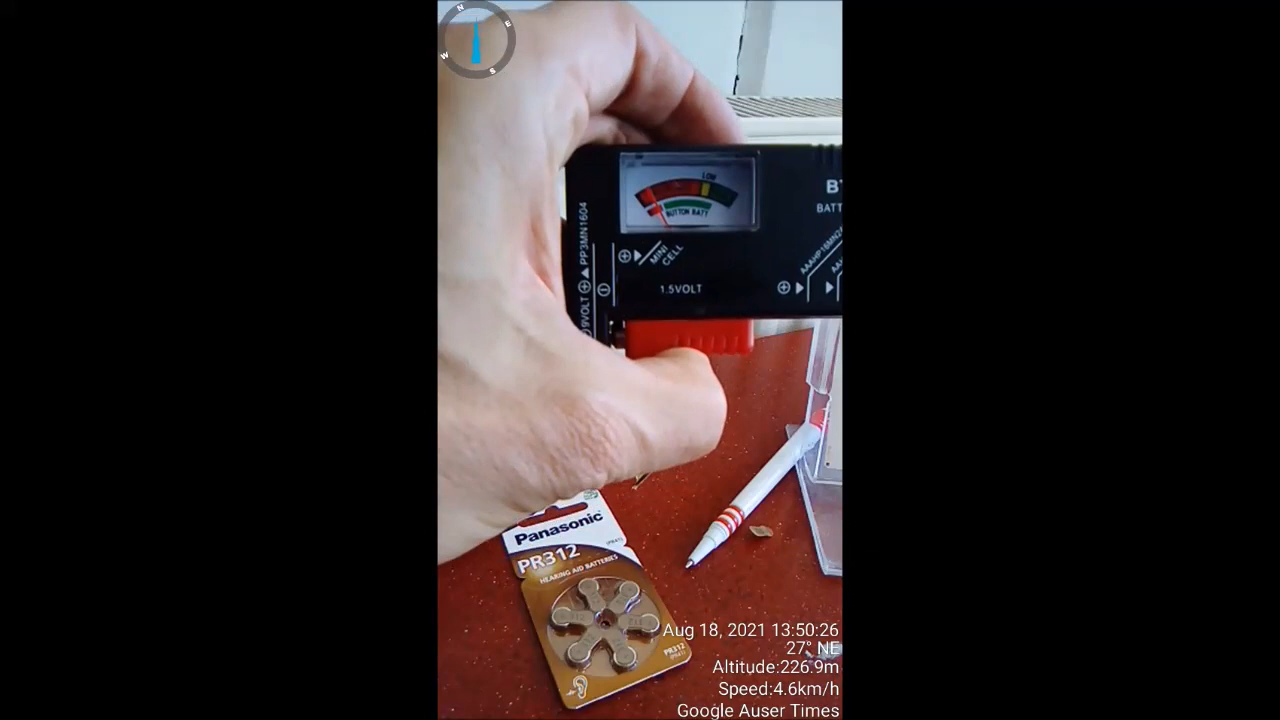 N
E
W
S
LOW
BUTTON BATT
BT
BATT
PP3MN1604
9VOLT
MINI
CELL
1.5VOLT
Panasonic
PR312
HEARING AID BATTERIES
PR312
Aug 18, 2021 13:50:26
27° NE
Altitude:226.9m
Speed:4.6km/h
Google Auser Times